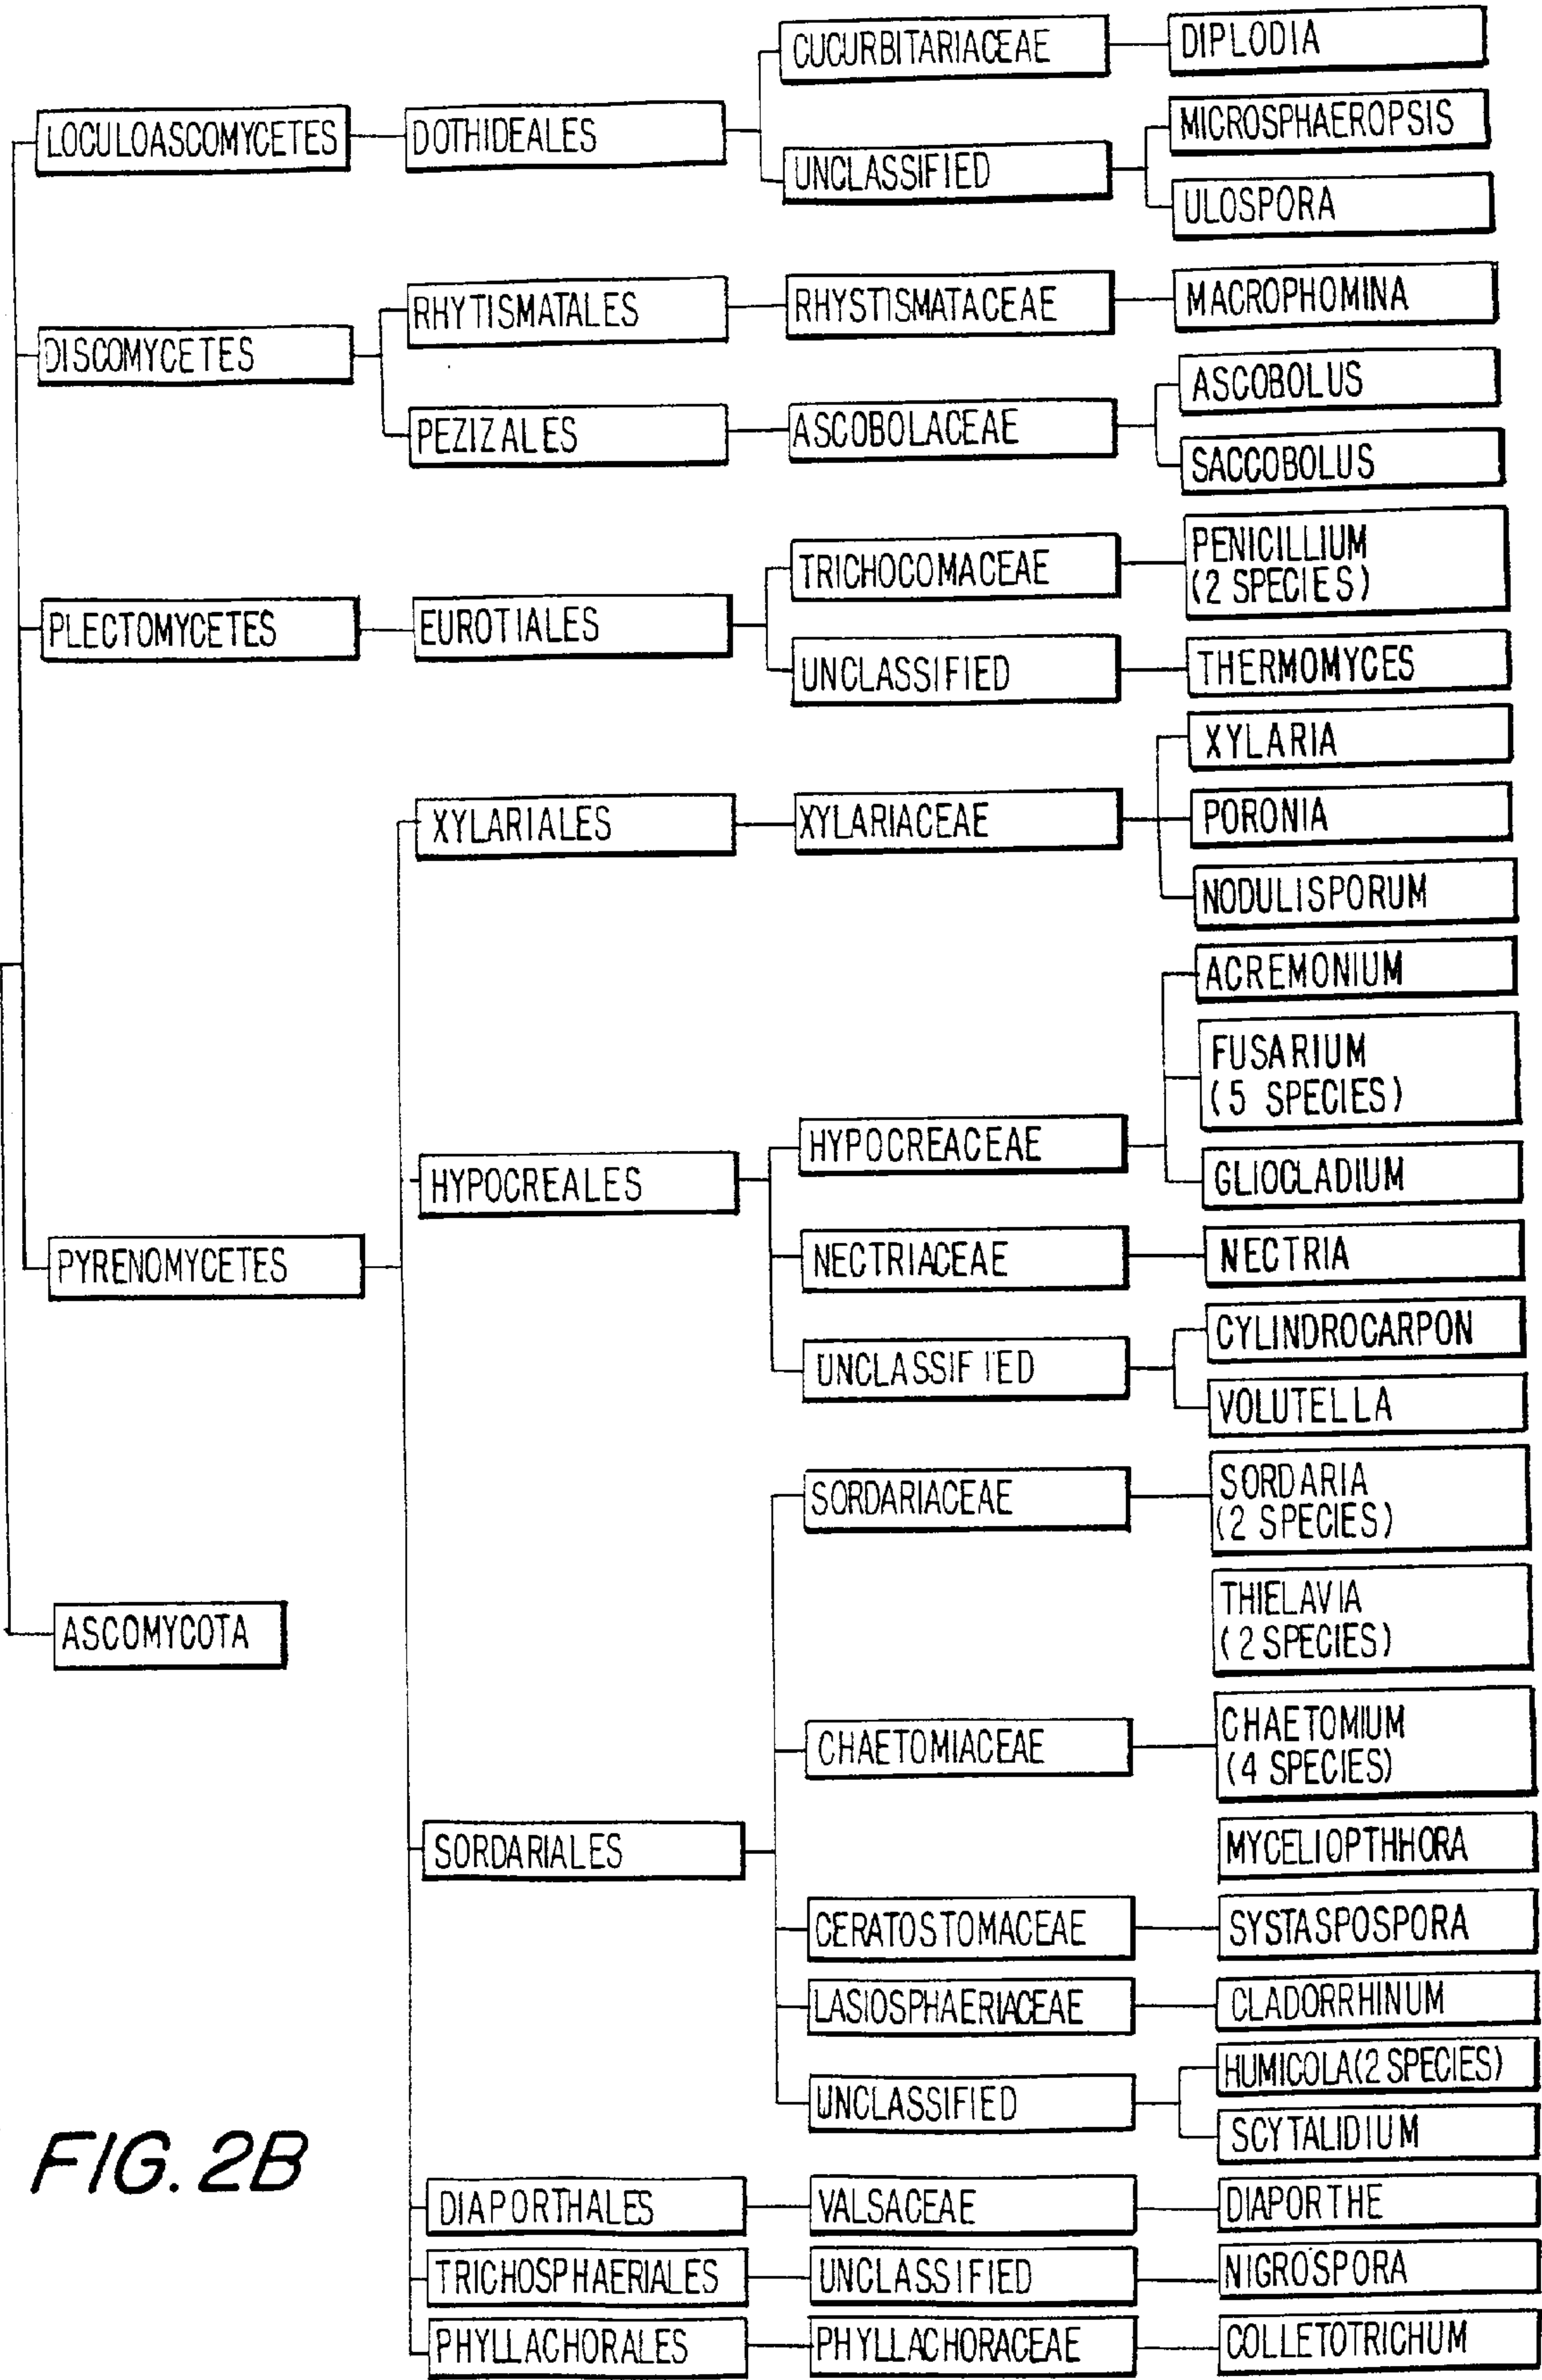 CUCURBITARIACEAE
DIPLODIA
LOCULOASCOMYCETES
DOTHIDEALES
MICROSPHAEROPSIS
UNCLASSIFIED
ULOSPORA
RHYTISMATALES
RHYSTISMATACEAE
MACROPHOMINA
DISCOMYCETES
ASCOBOLUS
PEZIZALES
ASCOBOLACEAE
SACCOBOLUS
TRICHOCOMACEAE
PENICILLIUM
(2 SPECIES)
PLECTOMYCETES
EUROTIALES
UNCLASSIFIED
THERMOMYCES
XYLARIA
XYLARIALES
XYLARIACEAE
PORONIA
NODULISPORUM
ACREMONIUM
FUSARIUM
(5 SPECIES)
HYPOCREACEAE
HYPOCREALES
GLIOCLADIUM
PYRENOMYCETES
NECTRIACEAE
NECTRIA
CYLINDROCARPON
UNCLASSIFIED
VOLUTELLA
SORDARIACEAE
SORDARIA
(2 SPECIES)
THIELAVIA
(2 SPECIES)
ASCOMYCOTA
CHAETOMIACEAE
CHAETOMIUM
(4 SPECIES)
SORDARIALES
MYCELIOPTHHORA
CERATOSTOMACEAE
SYSTASPOSPORA
LASIOSPHAERIACEAE
CLADORRHINUM
HUMICOLA(2 SPECIES)
UNCLASSIFIED
SCYTALIDIUM
FIG. 2B
DIAPORTHALES
VALSACEAE
DIAPORTHE
TRICHOSPHAERIALES
UNCLASSIFIED
NIGROSPORA
PHYLLACHORALES
PHYLLACHORACEAE
COLLETOTRICHUM